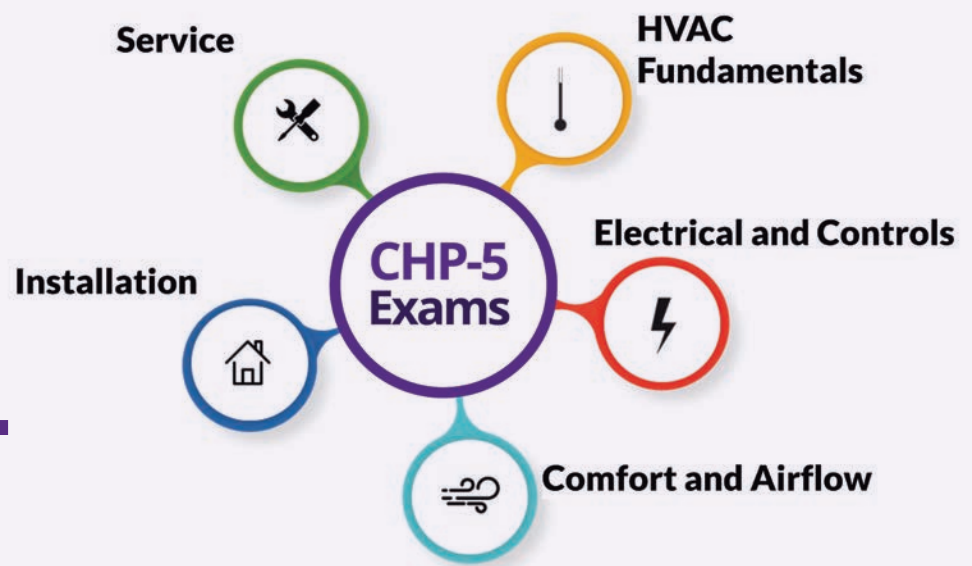 Service
HVAC
Fundamentals
CHP-5
Exams
Electrical and Controls
Installation
Comfort and Airflow